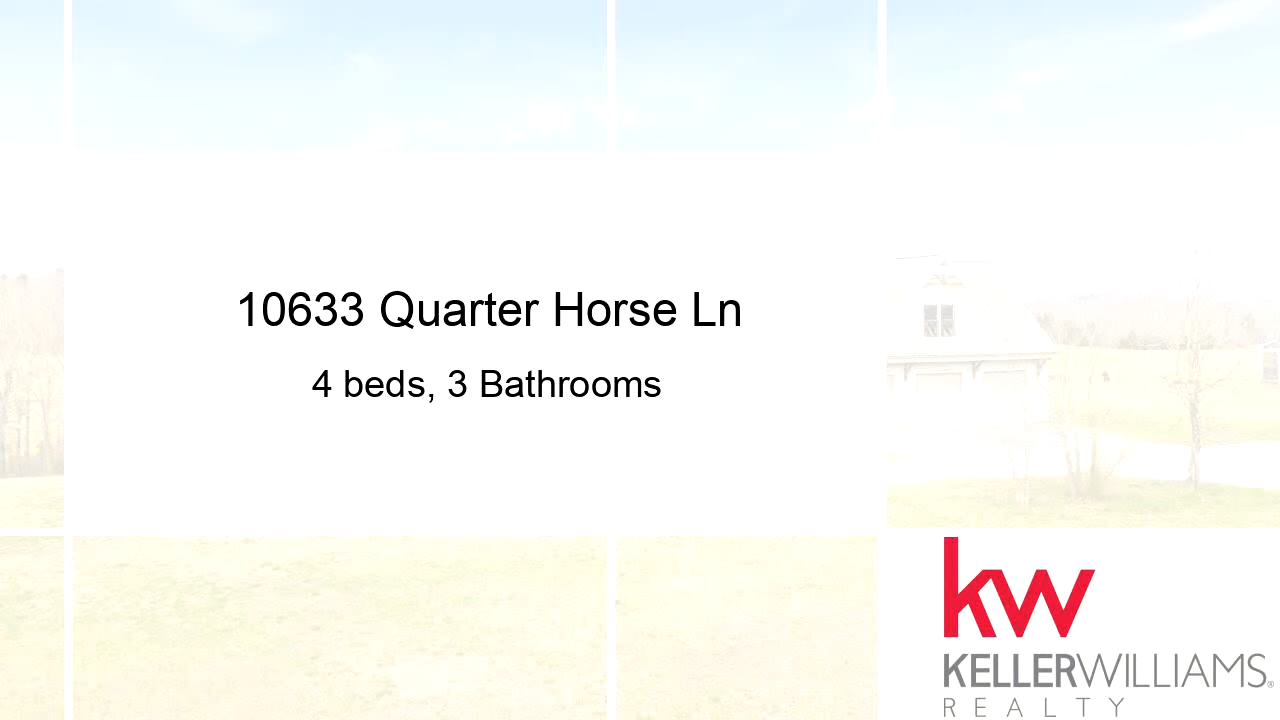 10633 Quarter Horse Ln
4 beds, 3 Bathrooms
kw
KELLERWILLIAMS®
REALTY